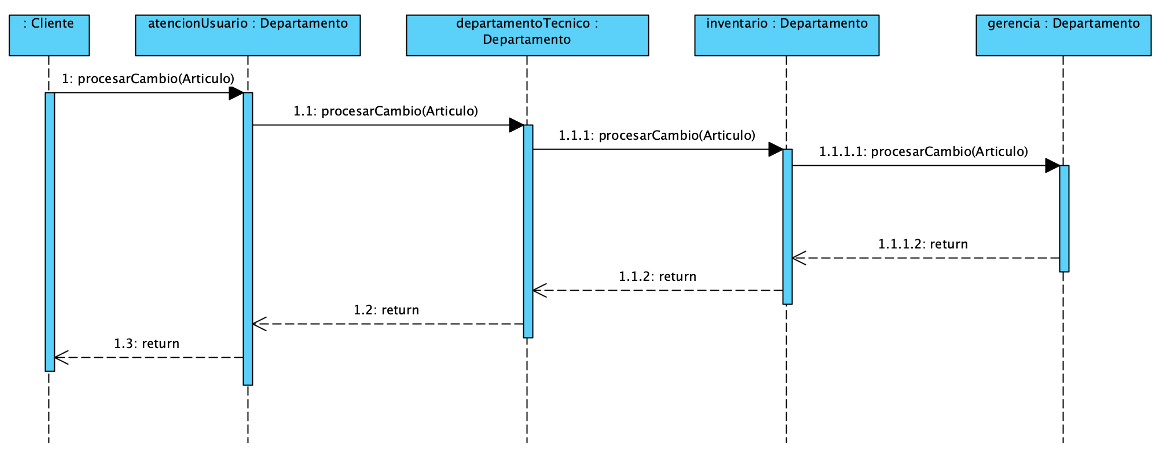 : Cliente
atencionUsuario : Departamento
departamentoTecnico :
Departamento
inventario : Departamento
gerencia : Departamento
1: procesarCambio(Articulo)
1.1: procesarCambio(Articulo)
1.1.1: procesarCambio(Articulo)
1.1.1.1: procesarCambio(Articulo)
1.1.1.2: return
1.1.2: return
1.2: return
1.3: return